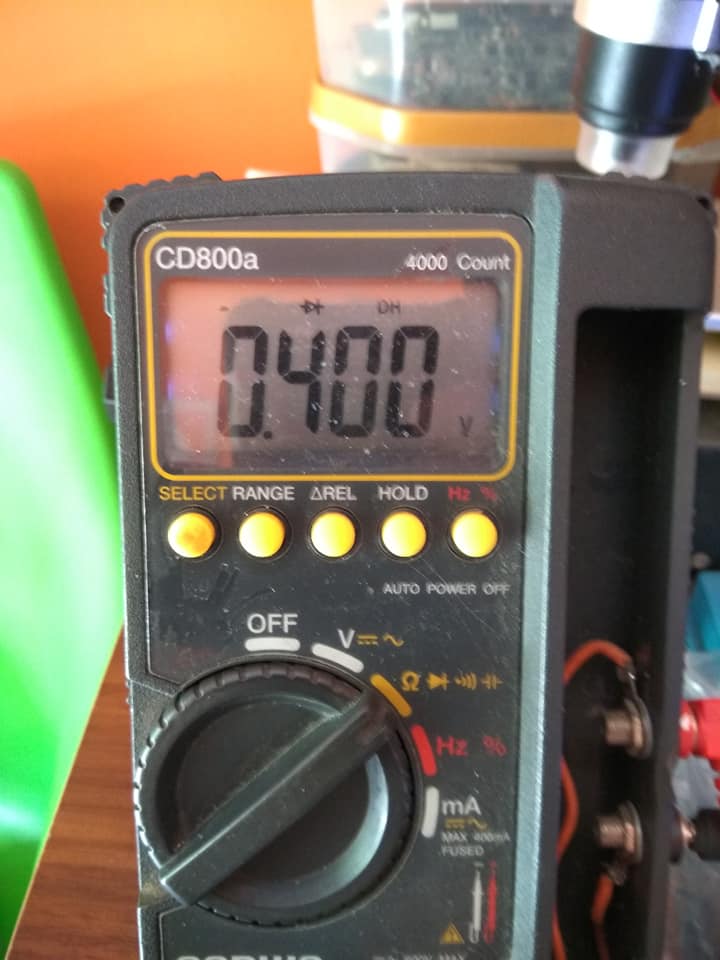 CD800a 4000 Count
DH
0.400 V
SELECT RANGE ΔREL HOLD Hz %
AUTO POWER OFF
OFF
V
Ω
Hz %
mA
MAX 400mA
FUSED